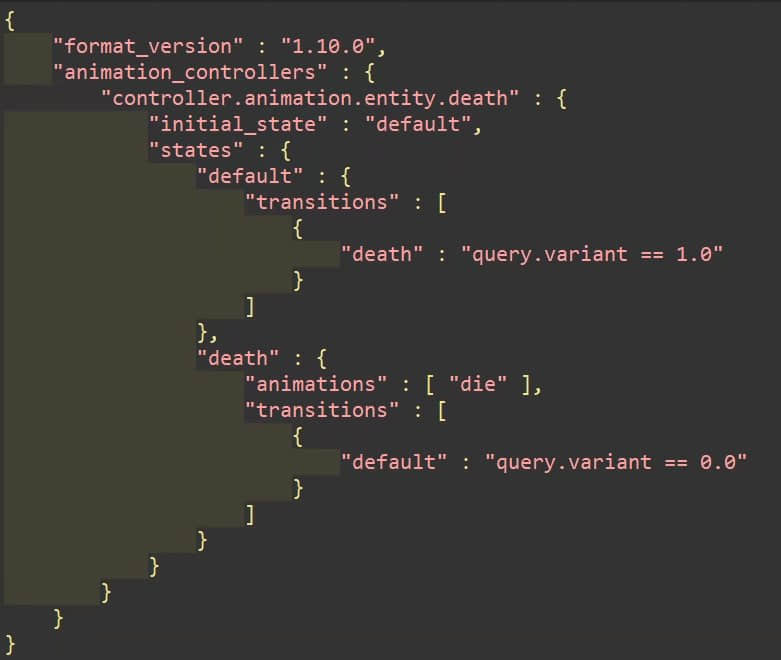 {
    "format_version" : "1.10.0",
    "animation_controllers" : {
        "controller.animation.entity.death" : {
            "initial_state" : "default",
            "states" : {
                "default" : {
                    "transitions" : [
                        {
                            "death" : "query.variant == 1.0"
                        }
                    ]
                },
                "death" : {
                    "animations" : [ "die" ],
                    "transitions" : [
                        {
                            "default" : "query.variant == 0.0"
                        }
                    ]
                }
            }
        }
    }
}